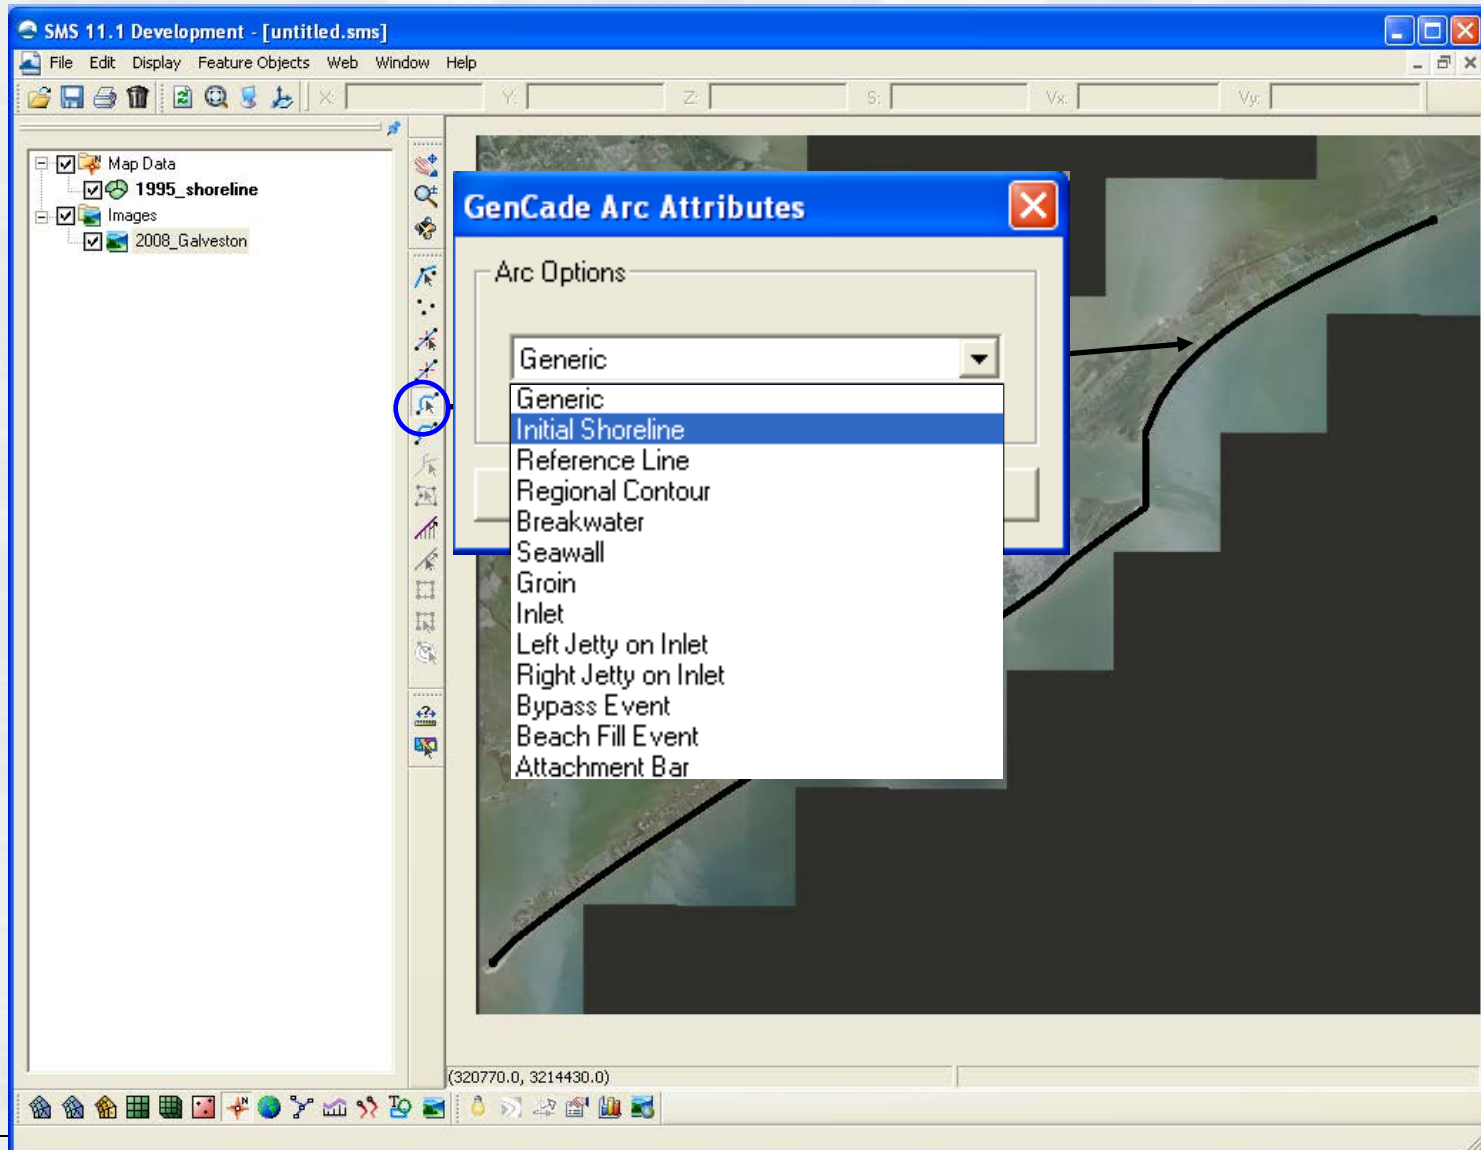 SMS 11.1 Development - [untitled.sms]
File Edit Display Feature Objects Web Window Help
X: Y: Z: S: Vx: Vy:
Map Data
1995_shoreline
Images
2008_Galveston
GenCade Arc Attributes
Arc Options
Generic
Generic
Initial Shoreline
Reference Line
Regional Contour
Breakwater
Seawall
Groin
Inlet
Left Jetty on Inlet
Right Jetty on Inlet
Bypass Event
Beach Fill Event
Attachment Bar
(320770.0, 3214430.0)